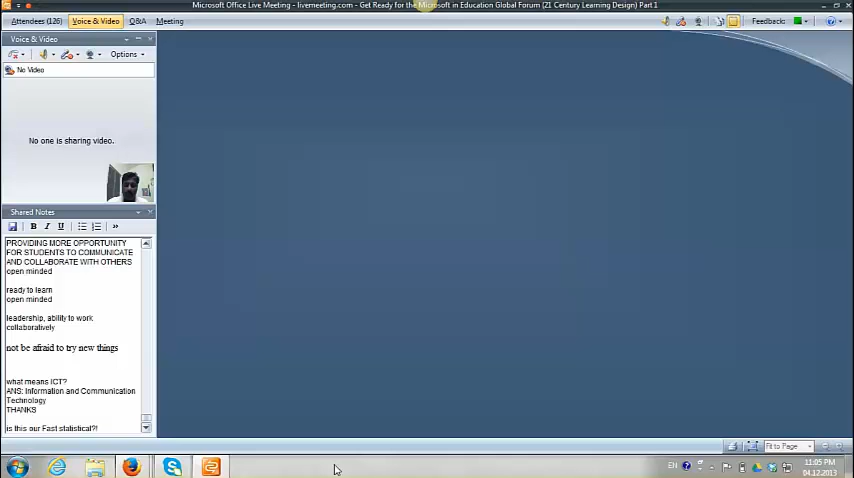 Microsoft Office Live Meeting - livemeeting.com - Get Ready for the Microsoft in Education Global Forum (21 Century Learning Design) Part 1
Attendees (126) Voice & Video Q&A Meeting Feedback:
Voice & Video
Options
No Video
No one is sharing video.
Shared Notes
B I U
PROVIDING MORE OPPORTUNITY
FOR STUDENTS TO COMMUNICATE
AND COLLABORATE WITH OTHERS
open minded
ready to learn
open minded
leadership, ability to work
collaboratively
not be afraid to try new things
what means ICT?
ANS: Information and Communication
Technology
THANKS
is this our Fast statistical?!
Fit to Page
EN
11:05 PM
04.12.2013